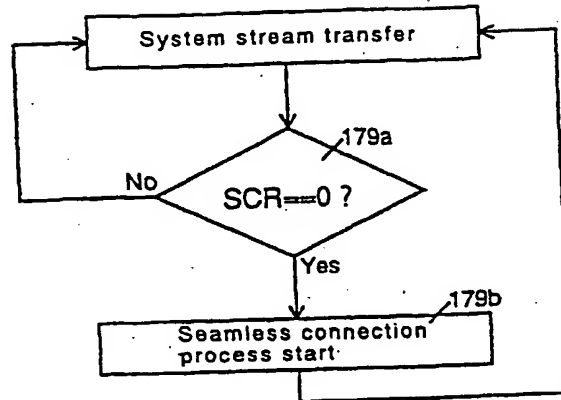 System stream transfer
179a
No
SCR==0 ?
Yes
179b
Seamless connection
process start